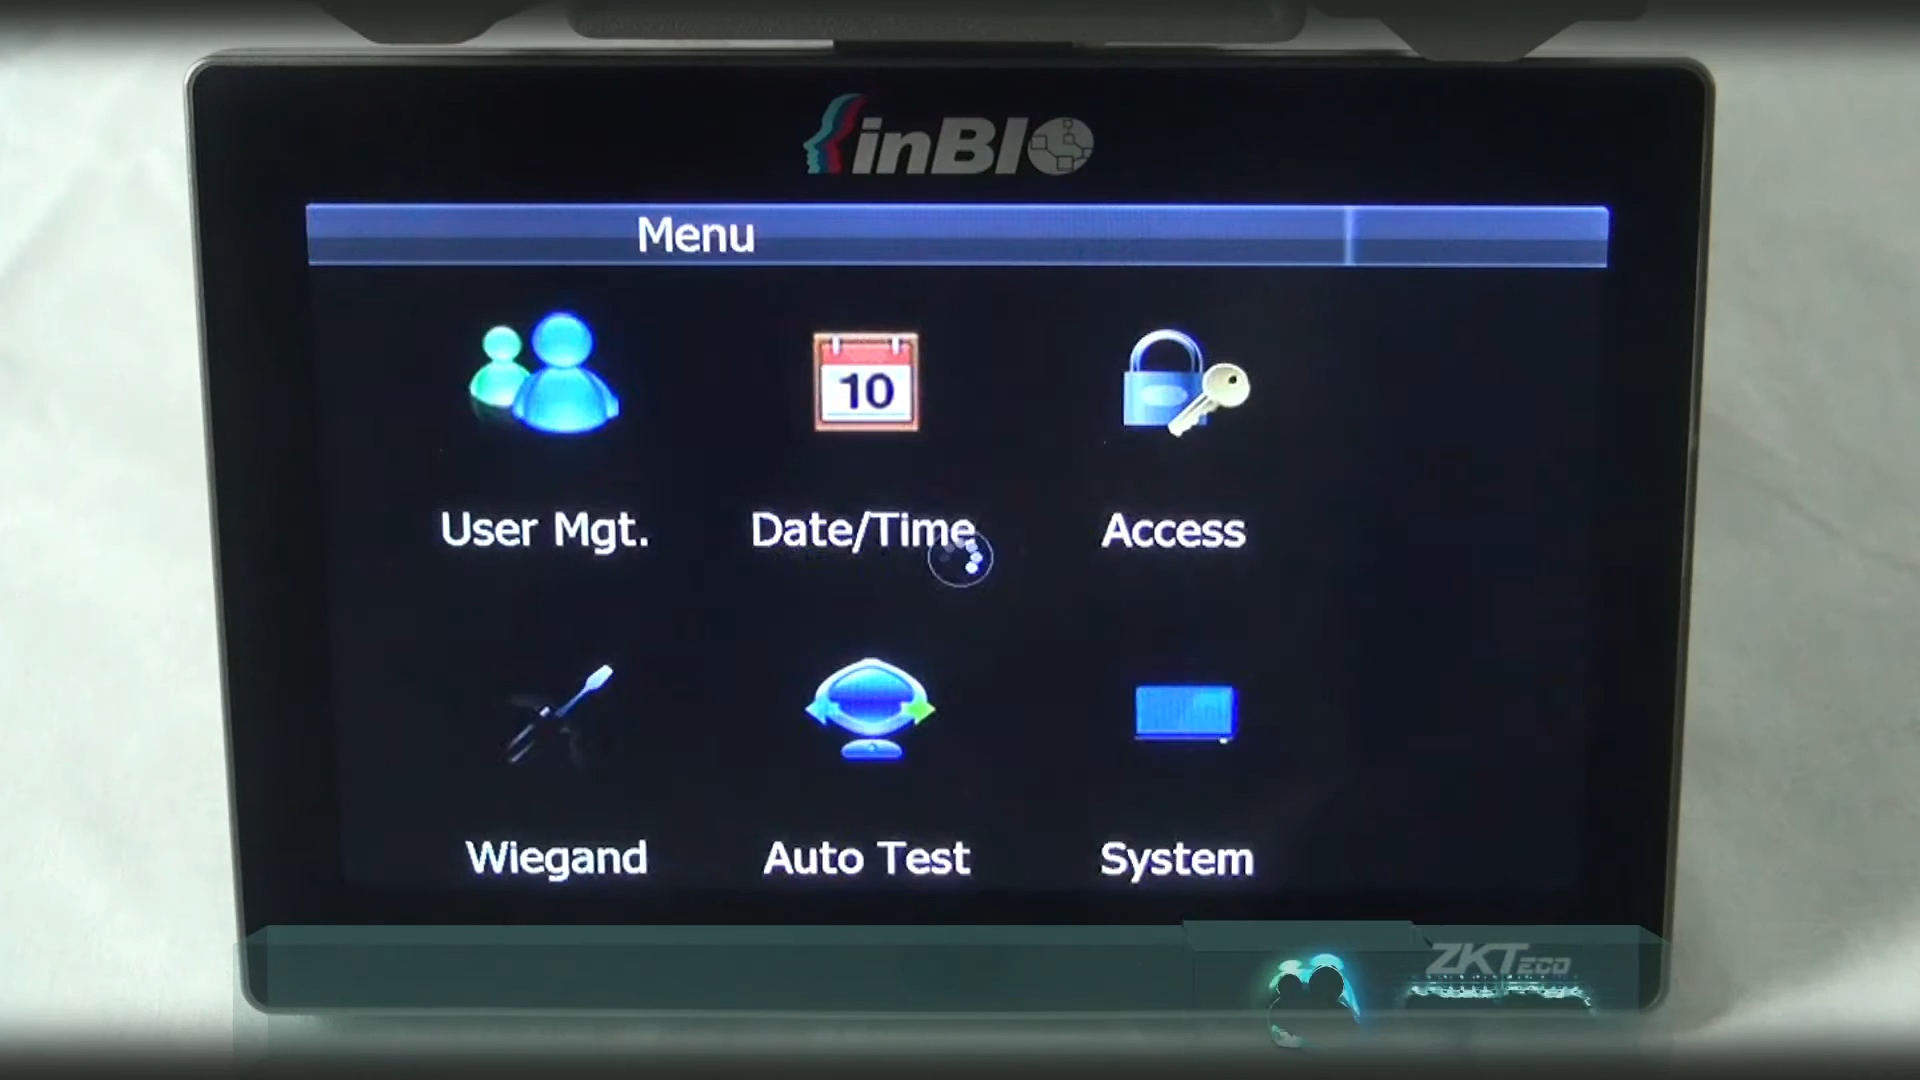 inBIO
Menu
10
User Mgt.
Date/Time
Access
Wiegand
Auto Test
System
ZKTECO